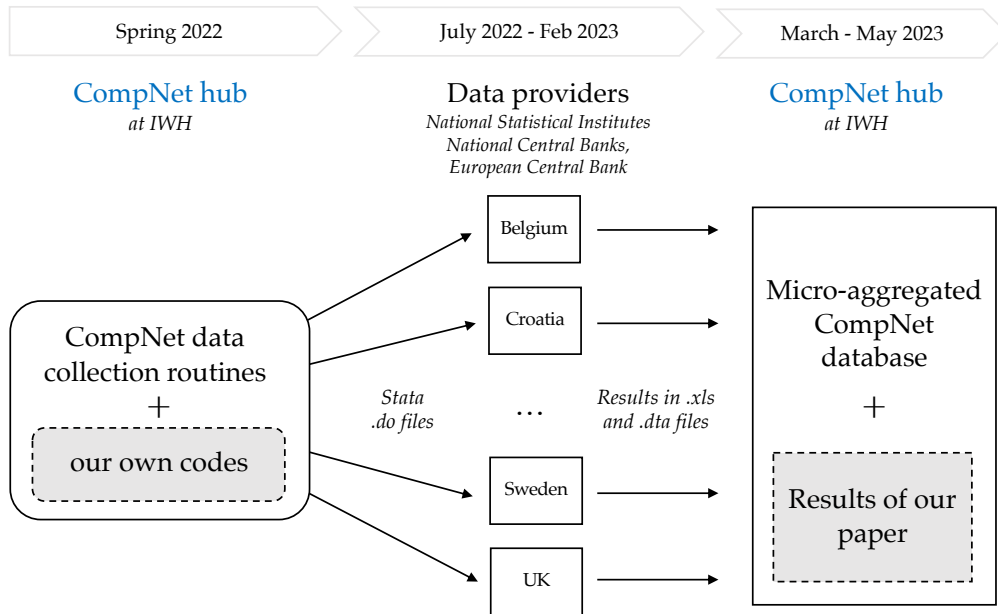 Spring 2022
July 2022 - Feb 2023
March - May 2023
CompNet hub
at IWH
Data providers
National Statistical Institutes
National Central Banks,
European Central Bank
CompNet hub
at IWH
CompNet data
collection routines
+
our own codes
Stata
.do files
Belgium
Croatia
...
Sweden
UK
Results in .xls
and .dta files
Micro-aggregated
CompNet
database
+
Results of our
paper